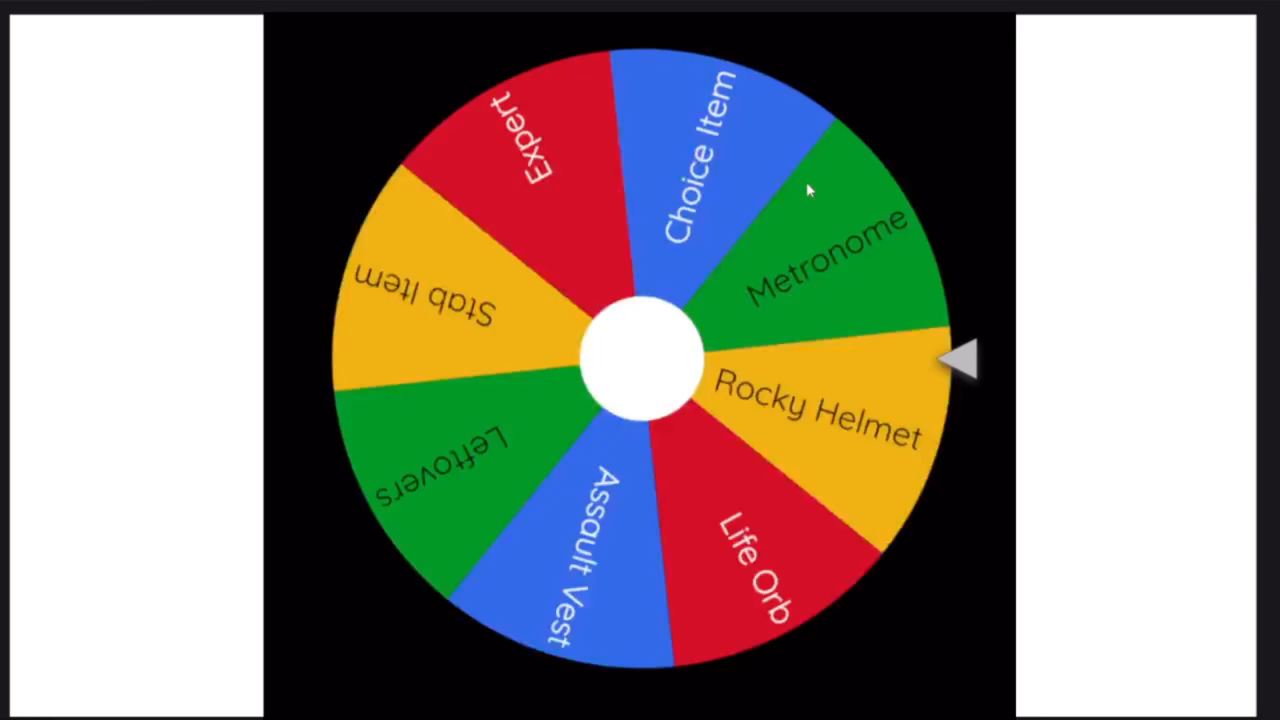 Expert
Choice Item
Metronome
Stab Item
Rocky Helmet
Leftovers
Assault Vest
Life Orb